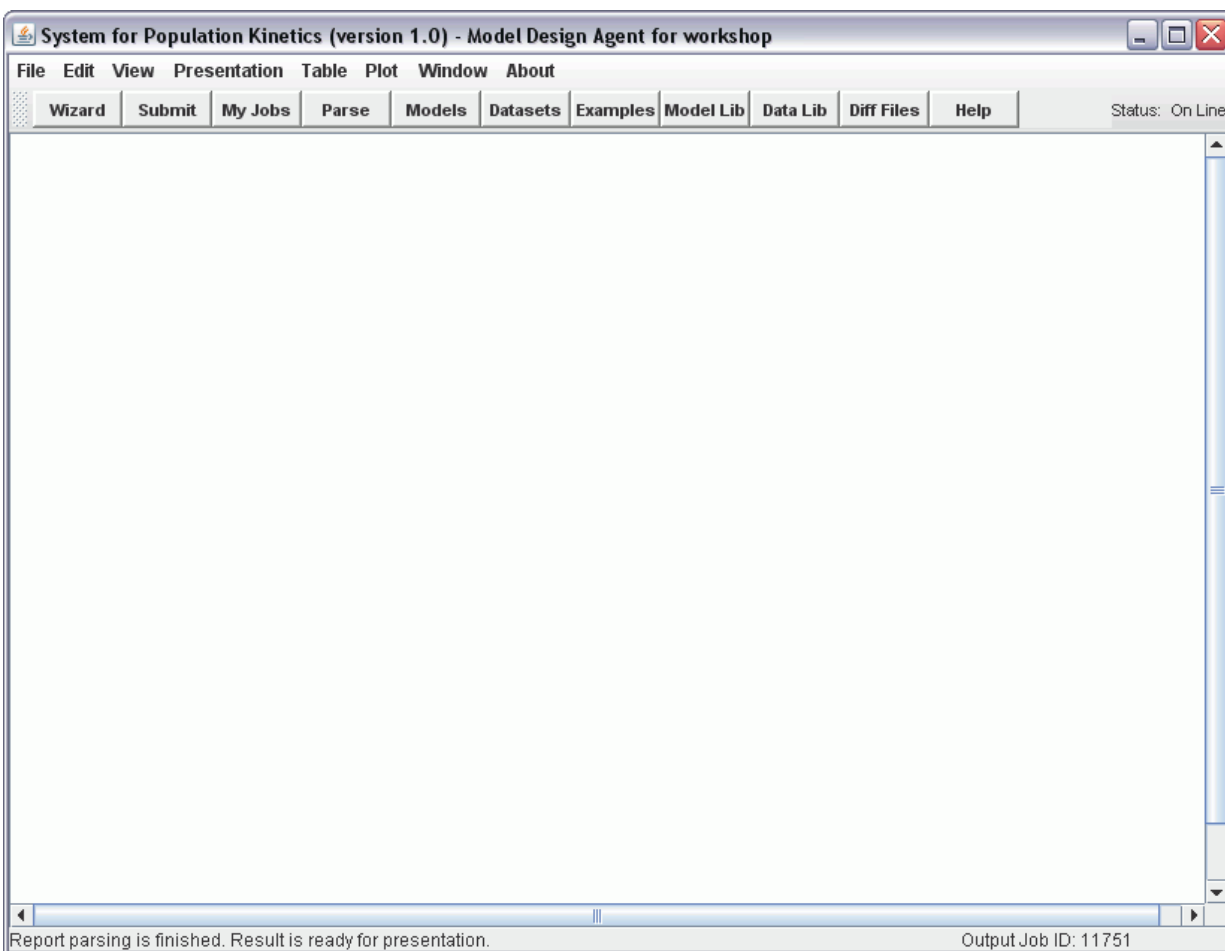 System for Population Kinetics (version 1.0) - Model Design Agent for workshop
File Edit View Presentation Table Plot Window About
Wizard Submit My Jobs Parse Models Datasets Examples Model Lib Data Lib Diff Files Help Status: On Line
Report parsing is finished. Result is ready for presentation. Output Job ID: 11751